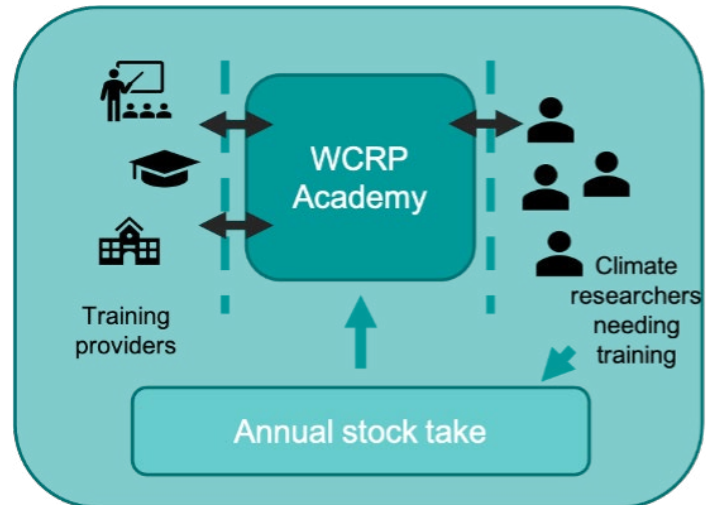 WCRP
Academy
Training
providers
Climate
researchers
needing
training
Annual stock take